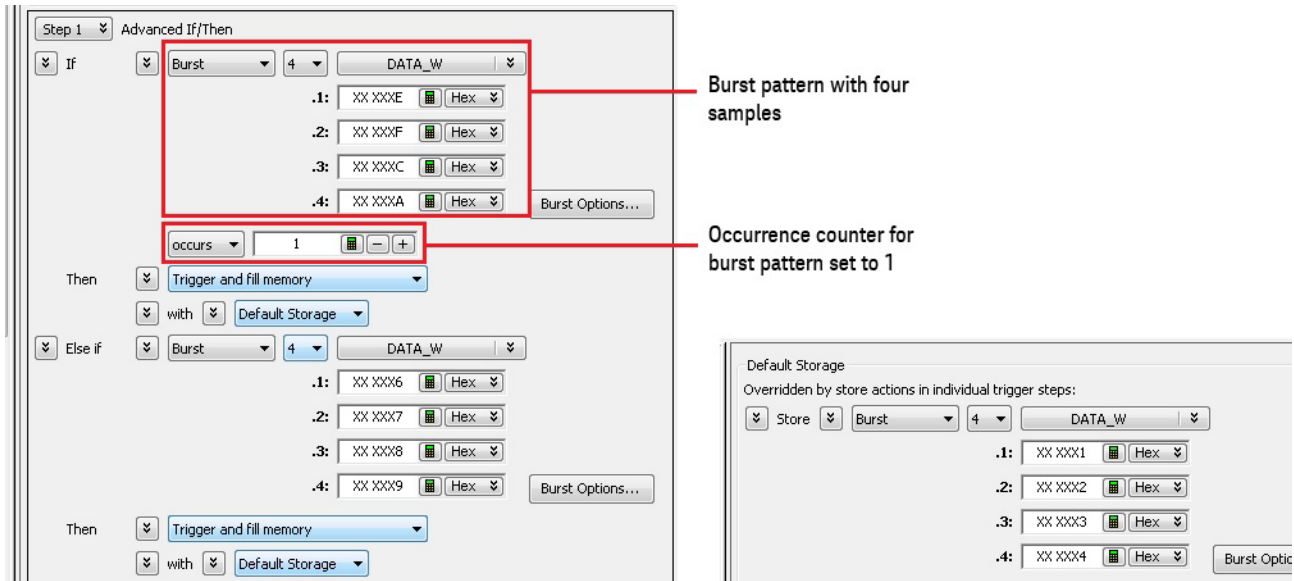 Step 1 Advanced If/Then
If Burst 4 DATA_W
.1: XX XXXE Hex
.2: XX XXXF Hex
.3: XX XXXC Hex
.4: XX XXXA Hex Burst Options...
occurs 1 - +
Then Trigger and fill memory
with Default Storage
Else if Burst 4 DATA_W
.1: XX XXX6 Hex
.2: XX XXX7 Hex
.3: XX XXX8 Hex
.4: XX XXX9 Hex Burst Options...
Then Trigger and fill memory
with Default Storage
Burst pattern with four
samples
Occurrence counter for
burst pattern set to 1
Default Storage
Overridden by store actions in individual trigger steps:
Store Burst 4 DATA_W
.1: XX XXX1 Hex
.2: XX XXX2 Hex
.3: XX XXX3 Hex
.4: XX XXX4 Hex Burst Optio